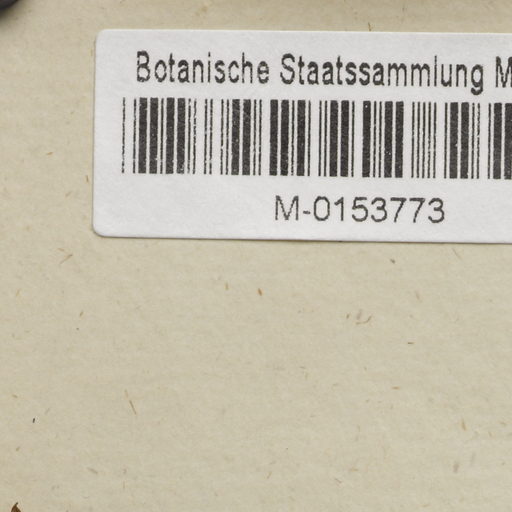 Botanische Staatssammlung M
M-0153773